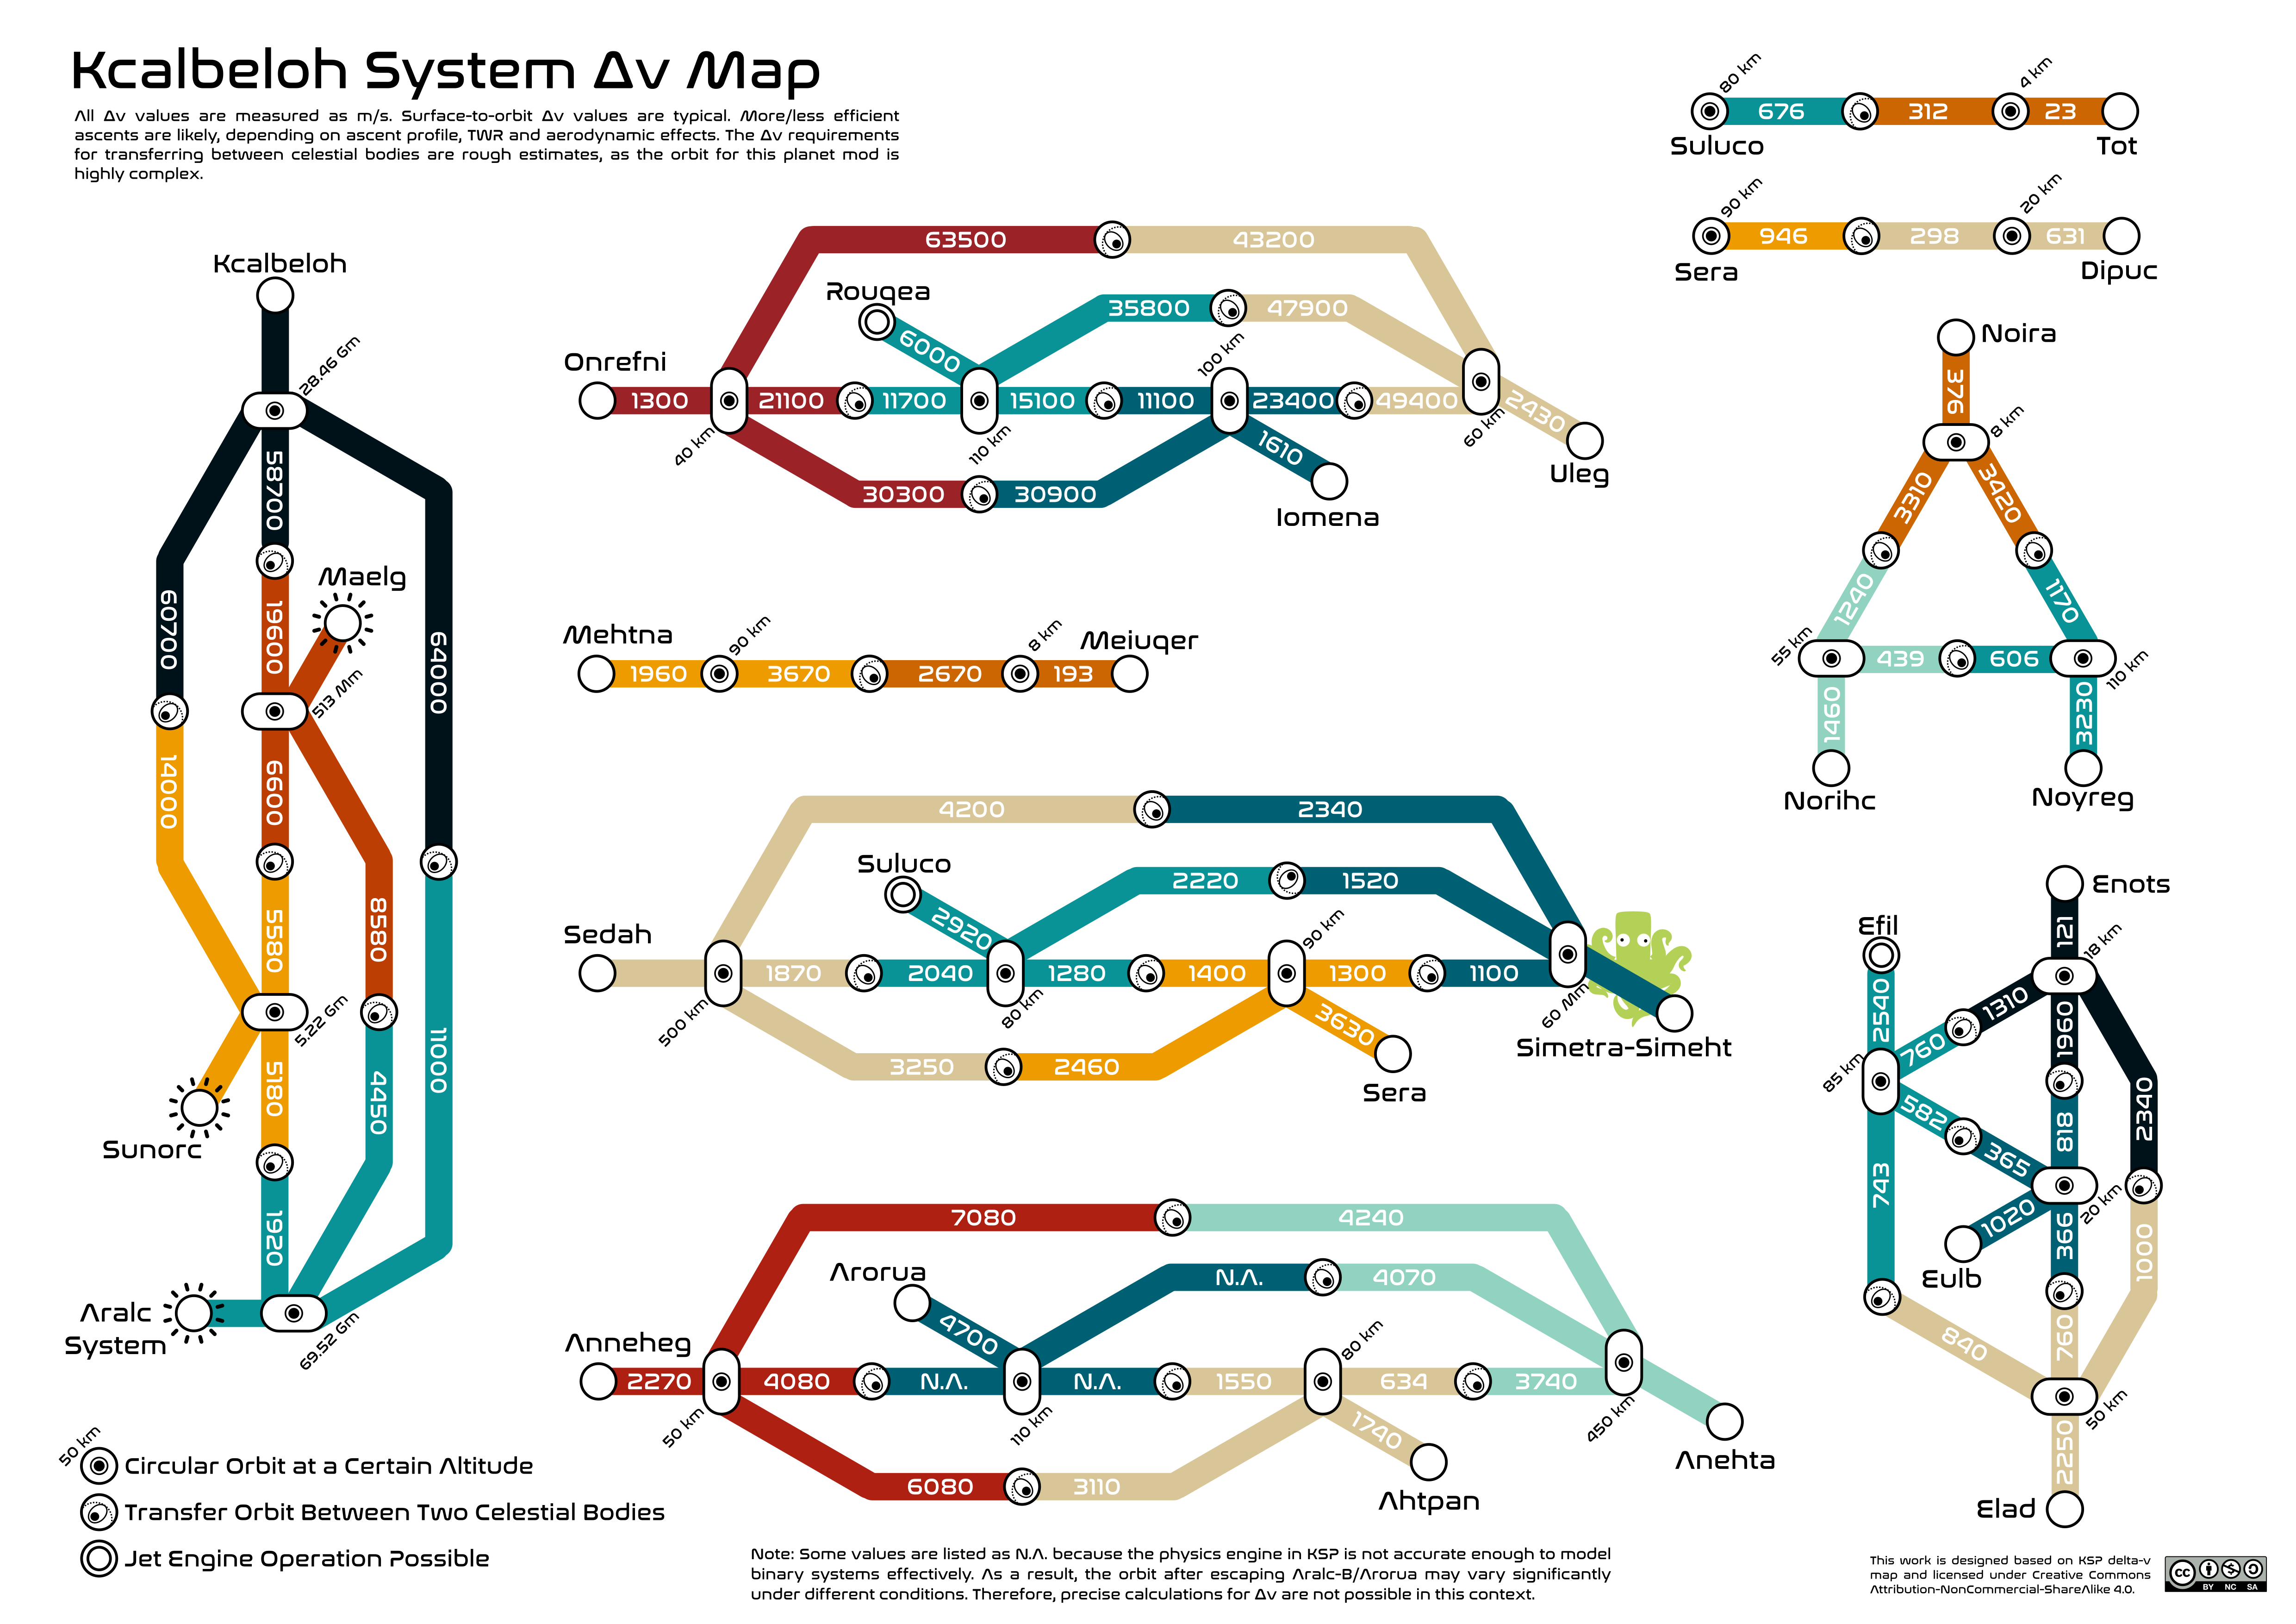 Kcalbeloh System Δv Map
All Δv values are measured as m/s. Surface-to-orbit Δv values are typical. More/less efficient
ascents are likely, depending on ascent profile, TWR and aerodynamic effects. The Δv requirements
for transferring between celestial bodies are rough estimates, as the orbit for this planet mod is
highly complex.
Kcalbeloh
28.46 Gm
58700
60700
64000
19600
Maelg
513 Mm
14000
6600
8580
5580
5.22 Gm
11000
4450
5180
Sunorc
1920
Aralc
System
69.52 Gm
50 km
Circular Orbit at a Certain Altitude
Transfer Orbit Between Two Celestial Bodies
Jet Engine Operation Possible
63500
43200
Rouqea
35800
47900
6000
100 km
Onrefni
1300
21100
11700
15100
11100
23400
49400
2430
40 km
110 km
1610
60 km
Uleg
30300
30900
Iomena
Mehtna
90 km
8 km
Meiuqer
1960
3670
2670
193
4200
2340
Suluco
2220
1520
2920
90 km
Sedah
1870
2040
1280
1400
1300
1100
500 km
80 km
3630
60 Mm
Simetra-Simeht
3250
2460
Sera
7080
4240
Arorua
N.A.
4070
4700
80 km
Anneheg
2270
4080
N.A.
N.A.
1550
634
3740
50 km
110 km
1740
450 km
Anehta
6080
3110
Ahtpan
Note: Some values are listed as N.A. because the physics engine in KSP is not accurate enough to model
binary systems effectively. As a result, the orbit after escaping Aralc-B/Arorua may vary significantly
under different conditions. Therefore, precise calculations for Δv are not possible in this context.
80 km
4 km
676
312
23
Suluco
Tot
90 km
20 km
946
298
631
Sera
Dipuc
Noira
376
8 km
3310
3420
1240
1170
55 km
439
606
110 km
1460
3230
Norihc
Noyreg
Enots
Efil
121
18 km
2540
1310
1960
760
85 km
582
818
2340
365
743
20 km
1020
366
1000
Eulb
840
760
50 km
2250
Elad
This work is designed based on KSP delta-v
map and licensed under Creative Commons
Attribution-NonCommercial-ShareAlike 4.0.
cc
BY NC SA